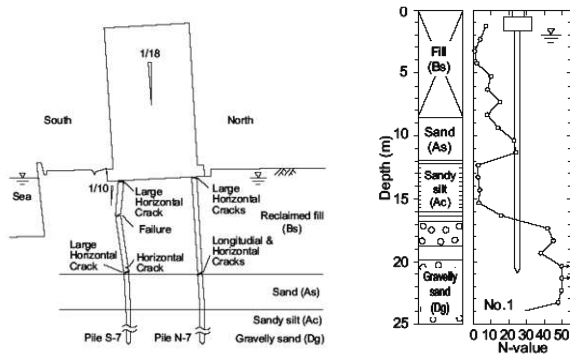 1/18
South
North
Sea
1/10
Large
Horizontal
Crack
Failure
Large
Horizontal
Cracks
Reclaimed fill
(Bs)
Large
Horizontal
Crack
Horizontal
Crack
Longitudial &
Horizontal
Cracks
Sand (As)
Sandy silt (Ac)
Pile S-7
Pile N-7
Gravelly sand (Dg)
Depth (m)
0
5
10
15
20
25
Fill
(Bs)
Sand
(As)
Sandy
silt (Ac)
Gravelly
sand (Dg)
No.1
0 10 20 30 40 50
N-value